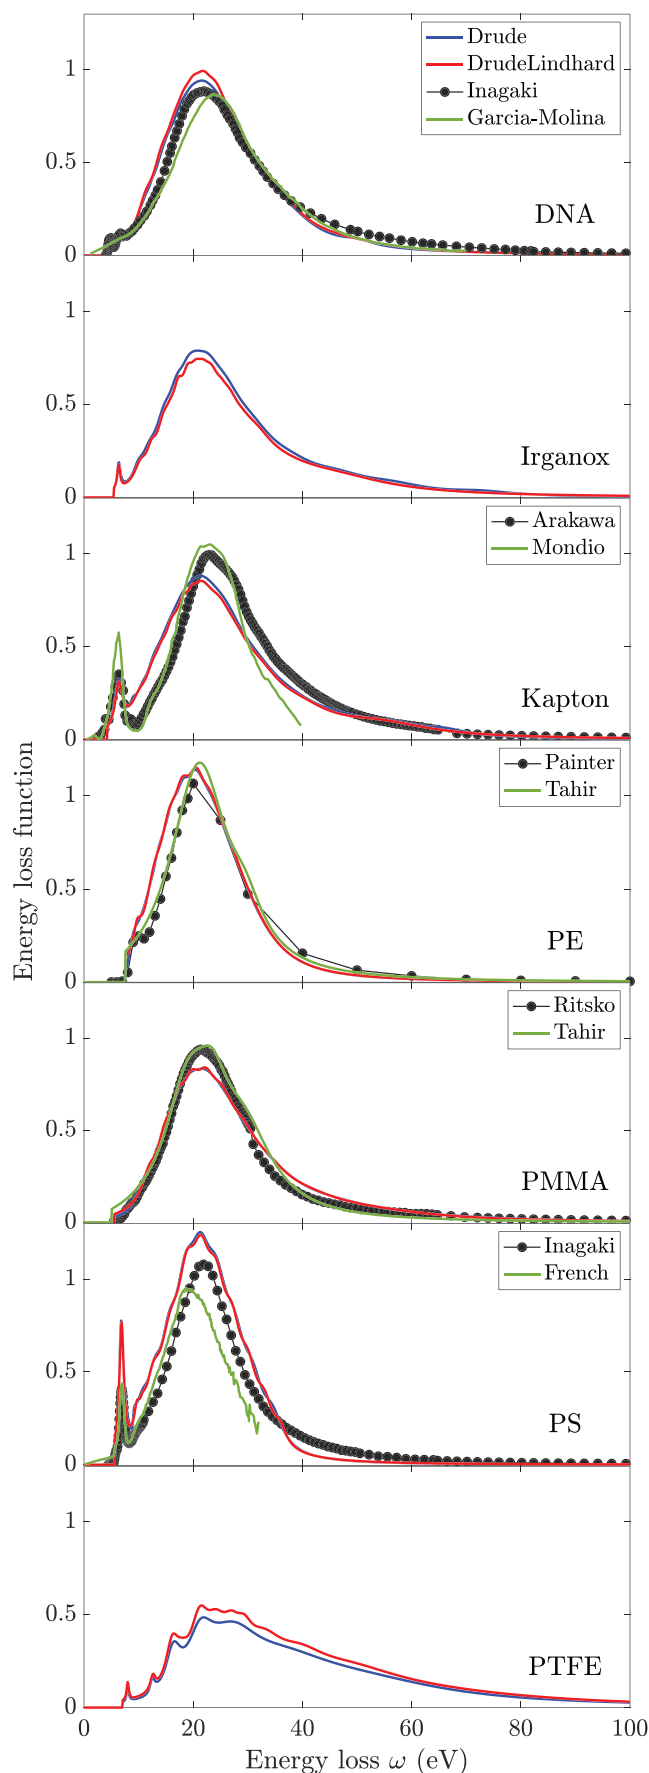 Drude
DrudeLindhard
Inagaki
Garcia-Molina
1
0.5
0
DNA
1
0.5
0
Irganox
Arakawa
Mondio
1
0.5
0
Kapton
Painter
Tahir
1
0.5
0
PE
Energy loss function
Ritsko
Tahir
1
0.5
0
PMMA
Inagaki
French
1
0.5
0
PS
1
0.5
0
PTFE
0 20 40 60 80 100
Energy loss ω (eV)